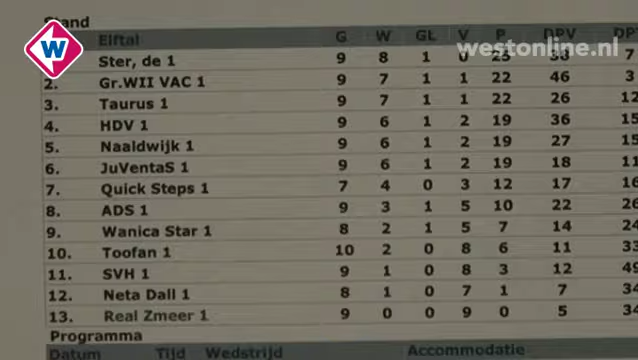 Stand
W
westonline.nl
Elftal G W GL V P DPV
Ster, de 1 9 8 1 0 25 38 7
2. Gr.WII VAC 1 9 7 1 1 22 46 3
3. Taurus 1 9 7 1 1 22 26 12
4. HDV 1 9 6 1 2 19 36 15
5. Naaldwijk 1 9 6 1 2 19 27 15
6. JuVentaS 1 9 6 1 2 19 18 11
7. Quick Steps 1 7 4 0 3 12 17 16
8. ADS 1 9 3 1 5 10 22 26
9. Wanica Star 1 8 2 1 5 7 14 24
10. Toofan 1 10 2 0 8 6 11 33
11. SVH 1 9 1 0 8 3 12 49
12. Neta Dall 1 8 1 0 7 1 7 34
13. Real Zmeer 1 9 0 0 9 0 5 34
Programma
Datum Tijd Wedstrijd Accommodatie